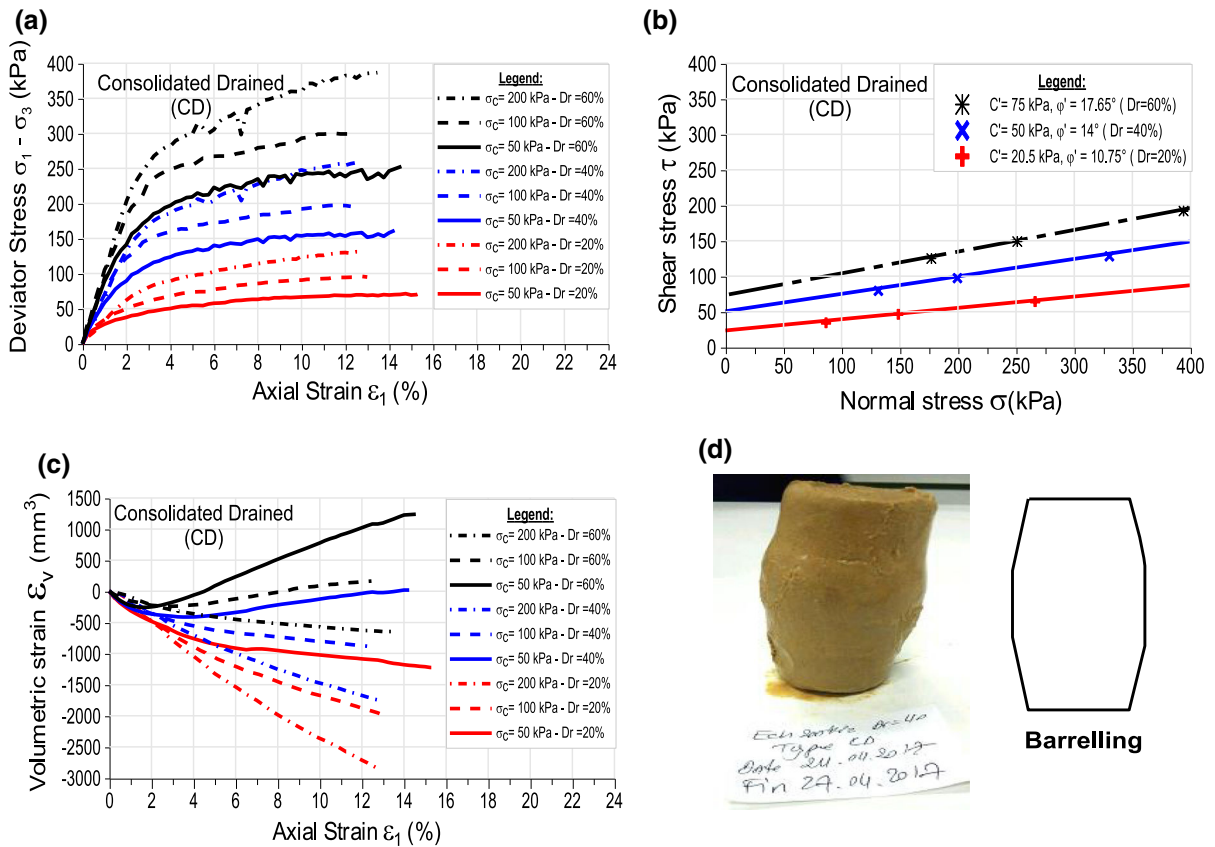 (a)
Deviator Stress σ1 - σ3 (kPa)
400
350
300
250
200
150
100
50
0
Consolidated Drained
(CD)
Legend:
σc= 200 kPa - Dr =60%
σc= 100 kPa - Dr =60%
σc= 50 kPa - Dr =60%
σc= 200 kPa - Dr =40%
σc= 100 kPa - Dr =40%
σc= 50 kPa - Dr =40%
σc= 200 kPa - Dr =20%
σc= 100 kPa - Dr =20%
σc= 50 kPa - Dr =20%
0 2 4 6 8 10 12 14 16 18 20 22 24
Axial Strain ε1 (%)
(b)
Shear stress τ (kPa)
400
350
300
250
200
150
100
50
0
Consolidated Drained
(CD)
Legend:
C'= 75 kPa, φ' = 17.65° ( Dr=60%)
C'= 50 kPa, φ' = 14° ( Dr =40%)
C'= 20.5 kPa, φ' = 10.75° ( Dr=20%)
0 50 100 150 200 250 300 350 400
Normal stress σ(kPa)
(c)
Volumetric strain εv (mm3)
1500
1000
500
0
-500
-1000
-1500
-2000
-2500
-3000
Consolidated Drained
(CD)
Legend:
σc= 200 kPa - Dr =60%
σc= 100 kPa - Dr =60%
σc= 50 kPa - Dr =60%
σc= 200 kPa - Dr =40%
σc= 100 kPa - Dr =40%
σc= 50 kPa - Dr =40%
σc= 200 kPa - Dr =20%
σc= 100 kPa - Dr =20%
σc= 50 kPa - Dr =20%
0 2 4 6 8 10 12 14 16 18 20 22 24
Axial Strain ε1 (%)
(d)
Ech Dr=40
Type CD
Date 24.04.2017
Fin 27.04.2017
Barrelling